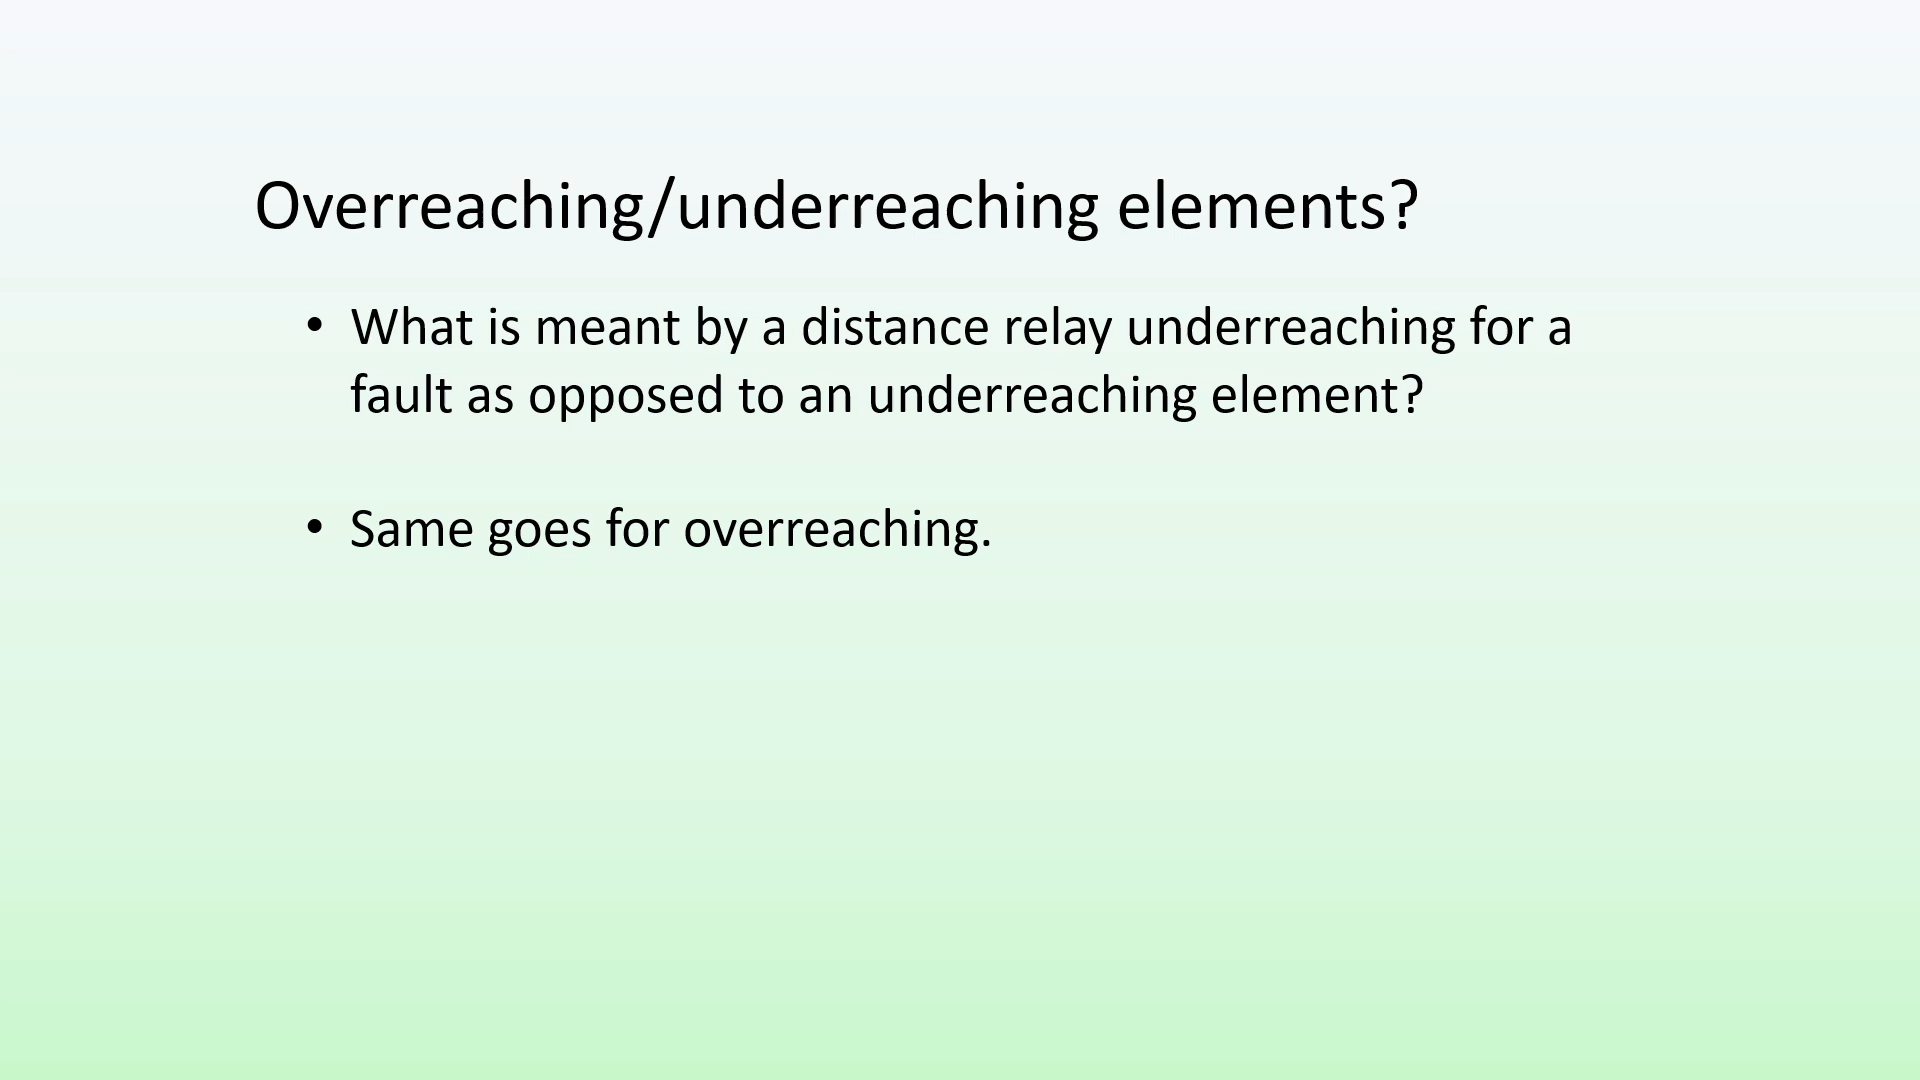 Overreaching/underreaching elements?
• What is meant by a distance relay underreaching for a
fault as opposed to an underreaching element?
• Same goes for overreaching.